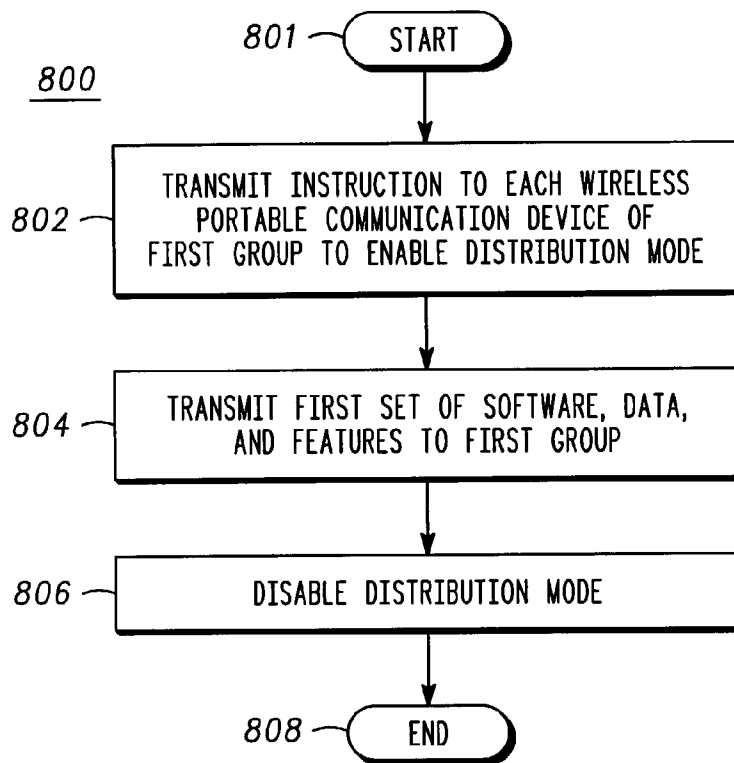 801
START
800
802
TRANSMIT INSTRUCTION TO EACH WIRELESS
PORTABLE COMMUNICATION DEVICE OF
FIRST GROUP TO ENABLE DISTRIBUTION MODE
804
TRANSMIT FIRST SET OF SOFTWARE, DATA,
AND FEATURES TO FIRST GROUP
806
DISABLE DISTRIBUTION MODE
808
END